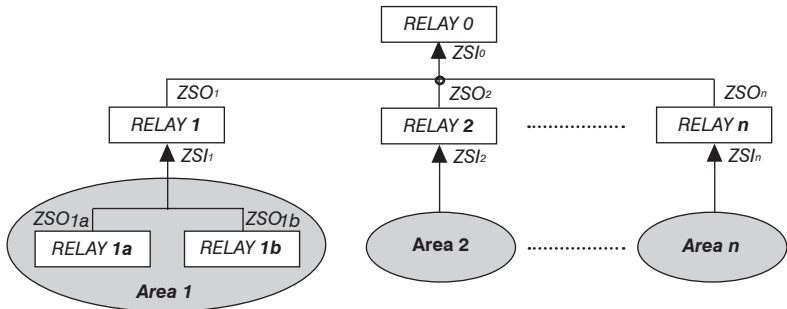 RELAY 0
ZSI0
ZSO1
ZSO2
ZSOn
RELAY 1
RELAY 2
RELAY n
ZSI1
ZSI2
ZSIn
ZSO1a
ZSO1b
RELAY 1a
RELAY 1b
Area 2
Area n
Area 1